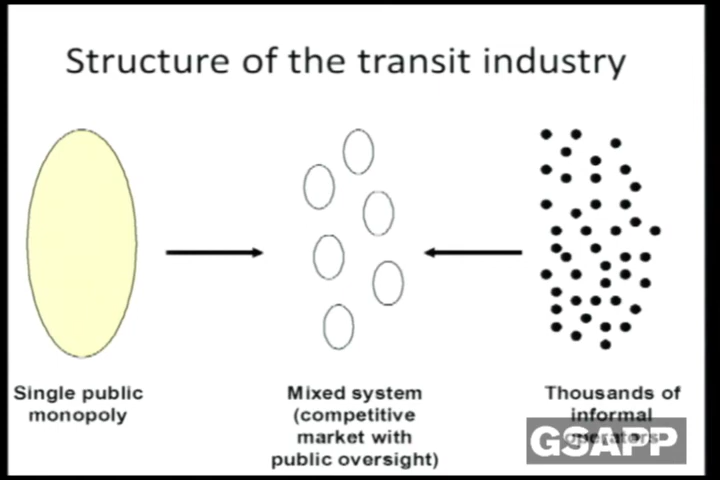 Structure of the transit industry
Single public
monopoly
Mixed system
(competitive
market with
public oversight)
Thousands of
informal
operators
GSAPP